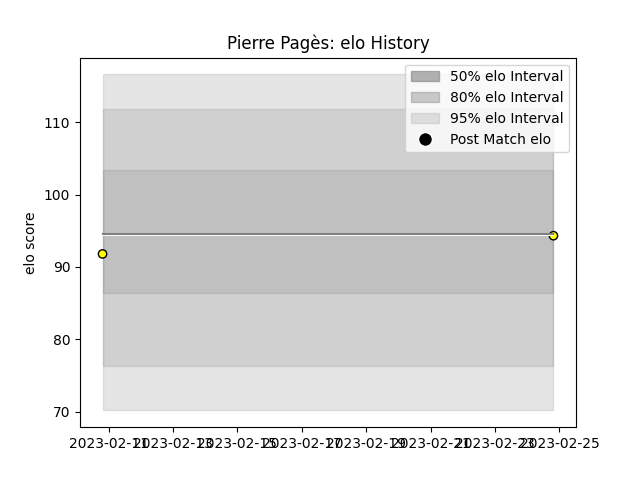 Pierre Pagès: elo History
50% elo Interval
80% elo Interval
95% elo Interval
Post Match elo
elo score
110
100
90
80
70
2023-02-11 2023-02-13 2023-02-15 2023-02-17 2023-02-19 2023-02-21 2023-02-23 2023-02-25